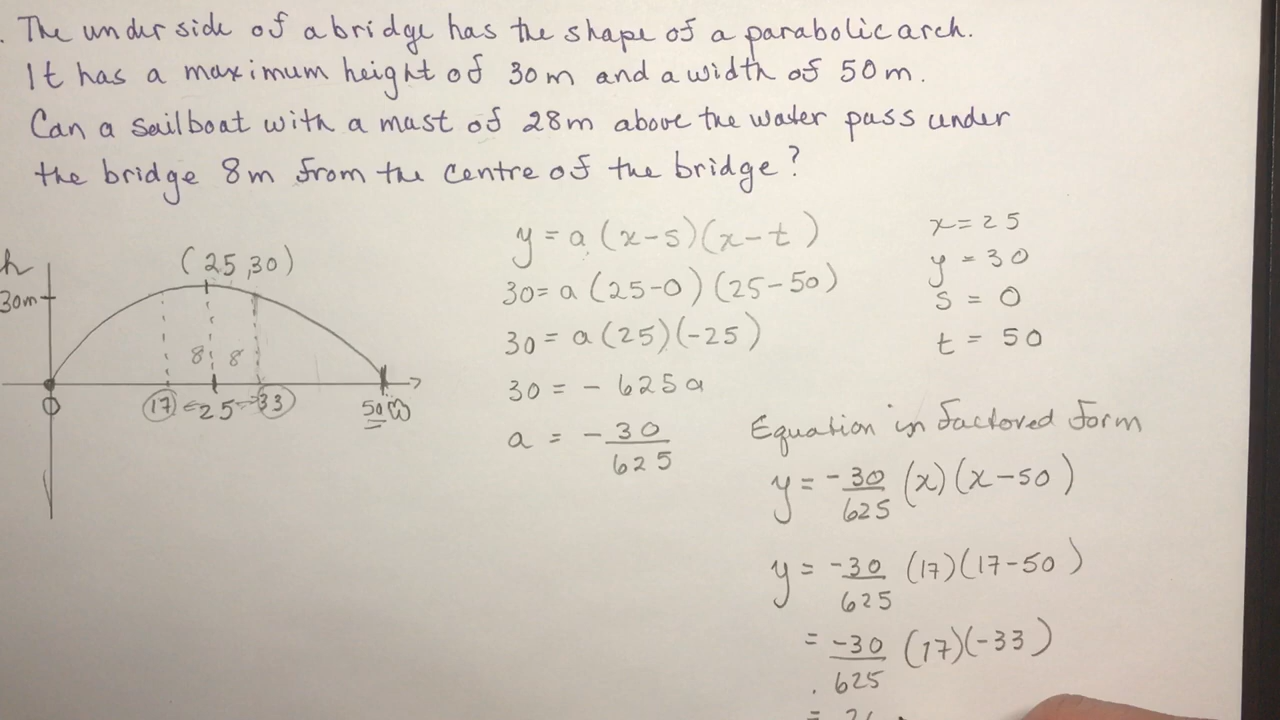 . The underside of a bridge has the shape of a parabolic arch.
It has a maximum height of 30m and a width of 50m.
Can a sailboat with a mast of 28m above the water pass under
the bridge 8m from the centre of the bridge?
h
(25,30)
30m
8 8
0 17 25 33 50
y = a(x-s)(x-t)
30 = a(25-0)(25-50)
30 = a(25)(-25)
30 = -625a
a = -30/625
x = 25
y = 30
s = 0
t = 50
Equation in factored form
y = -30/625 (x)(x-50)
y = -30/625 (17)(17-50)
= -30/625 (17)(-33)
=